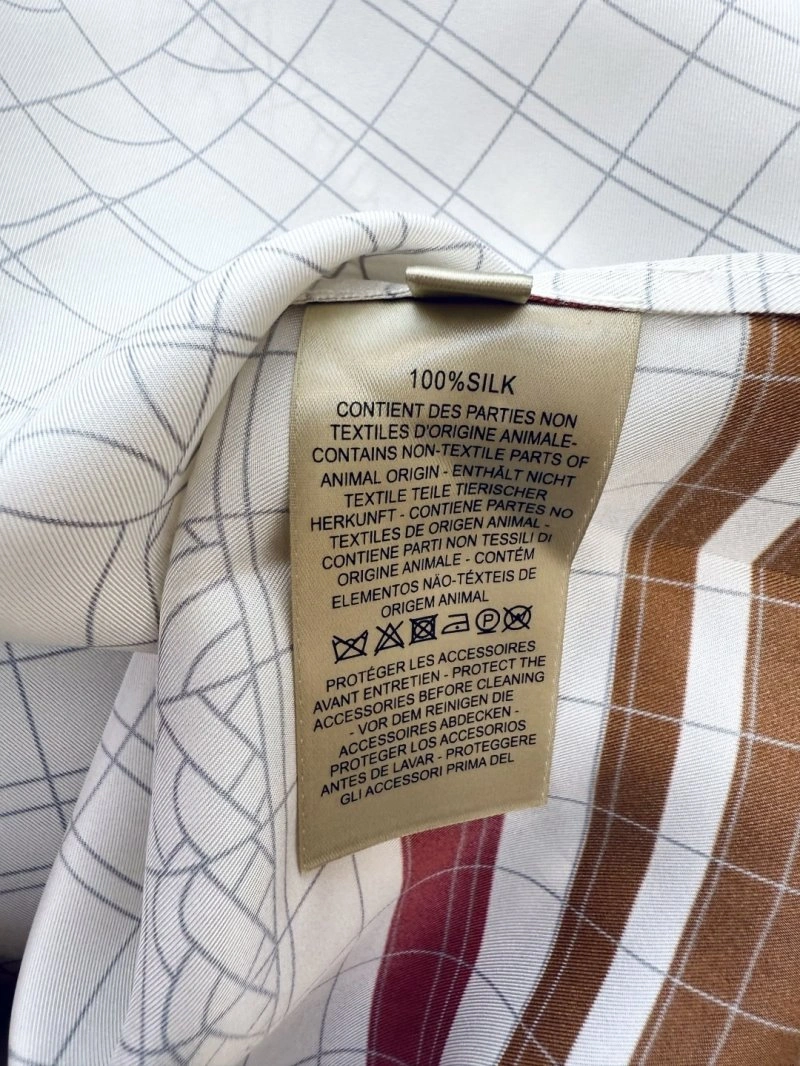 100%SILK
CONTIENT DES PARTIES NON
TEXTILES D'ORIGINE ANIMALE-
CONTAINS NON-TEXTILE PARTS OF
ANIMAL ORIGIN - ENTHÄLT NICHT
TEXTILE TEILE TIERISCHER
HERKUNFT - CONTIENE PARTES NO
TEXTILES DE ORIGEN ANIMAL -
CONTIENE PARTI NON TESSILI DI
ORIGINE ANIMALE - CONTÉM
ELEMENTOS NÃO-TÉXTEIS DE
ORIGEM ANIMAL
P
PROTÉGER LES ACCESSOIRES
AVANT ENTRETIEN - PROTECT THE
ACCESSORIES BEFORE CLEANING
- VOR DEM REINIGEN DIE
ACCESSOIRES ABDECKEN -
PROTEGER LOS ACCESORIOS
ANTES DE LAVAR - PROTEGGERE
GLI ACCESSORI PRIMA DEL